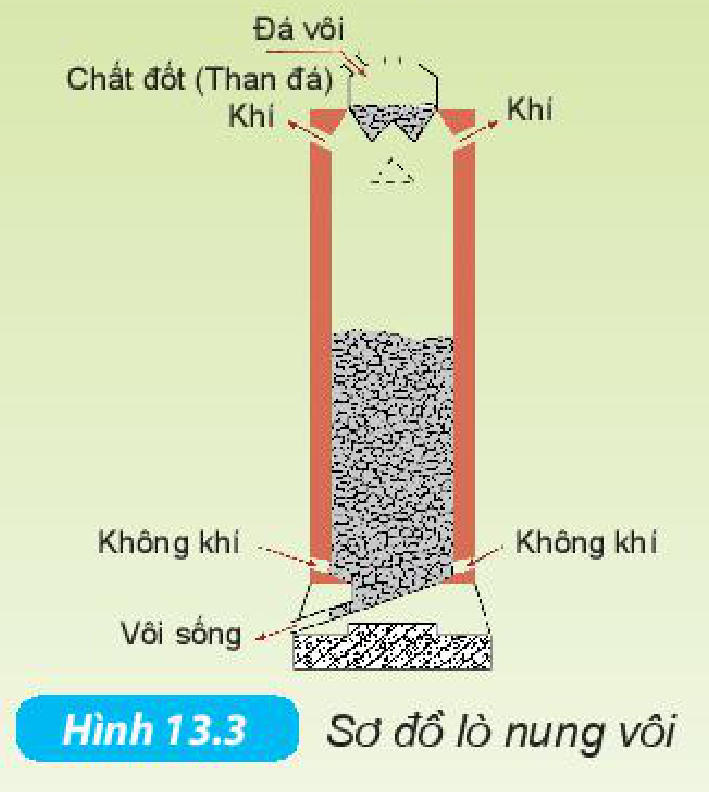 Đá vôi
Chất đốt (Than đá)
Khí
Khí
Không khí
Không khí
Vôi sống
Hình 13.3
Sơ đồ lò nung vôi